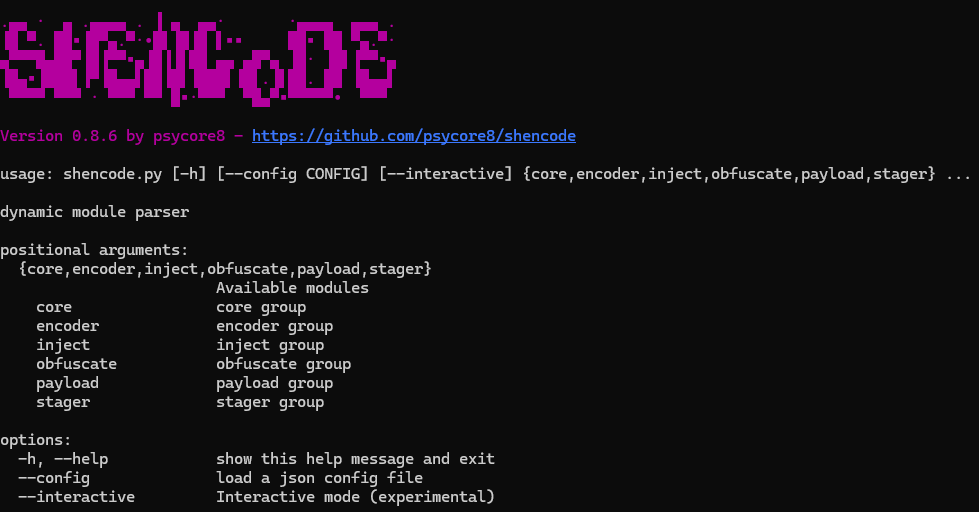 Version 0.8.6 by psycore8 - https://github.com/psycore8/shencode
usage: shencode.py [-h] [--config CONFIG] [--interactive] {core,encoder,inject,obfuscate,payload,stager} ...
dynamic module parser
positional arguments:
{core,encoder,inject,obfuscate,payload,stager}
Available modules
core core group
encoder encoder group
inject inject group
obfuscate obfuscate group
payload payload group
stager stager group
options:
-h, --help show this help message and exit
--config load a json config file
--interactive Interactive mode (experimental)